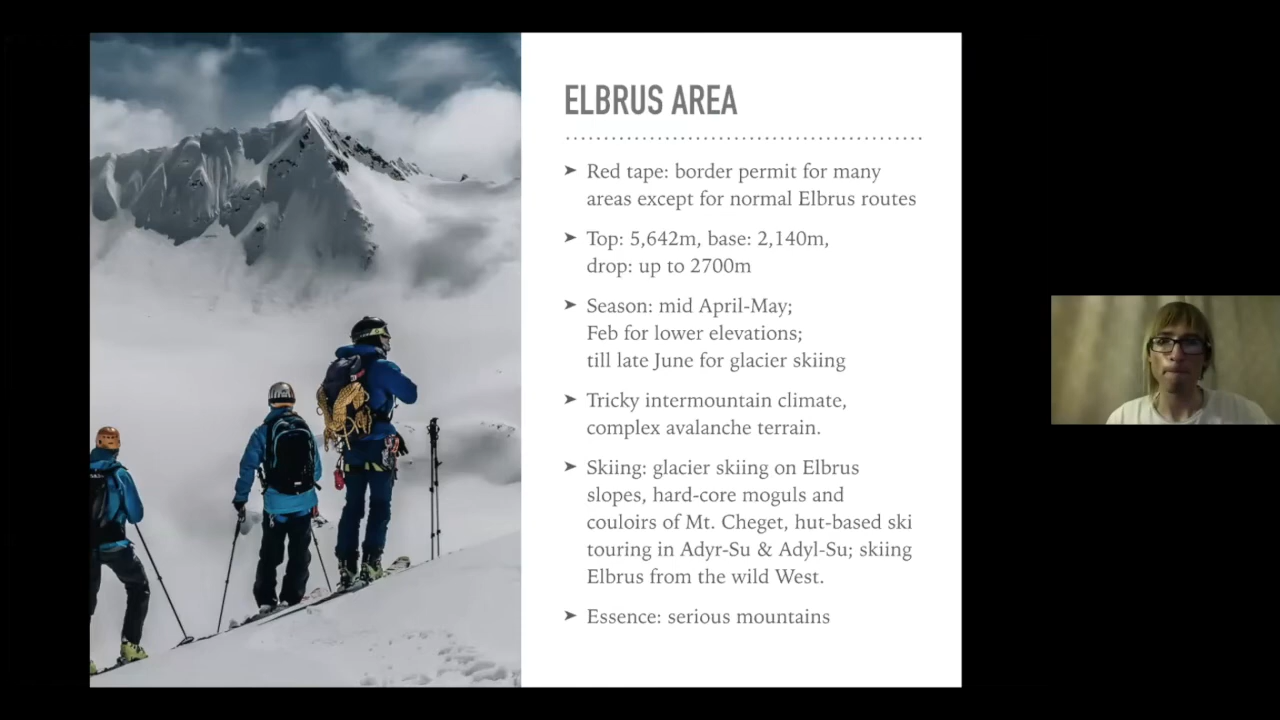 ELBRUS AREA
➤ Red tape: border permit for many
areas except for normal Elbrus routes
➤ Top: 5,642m, base: 2,140m,
drop: up to 2700m
➤ Season: mid April-May;
Feb for lower elevations;
till late June for glacier skiing
➤ Tricky intermountain climate,
complex avalanche terrain.
➤ Skiing: glacier skiing on Elbrus
slopes, hard-core moguls and
couloirs of Mt. Cheget, hut-based ski
touring in Adyr-Su & Adyl-Su; skiing
Elbrus from the wild West.
➤ Essence: serious mountains